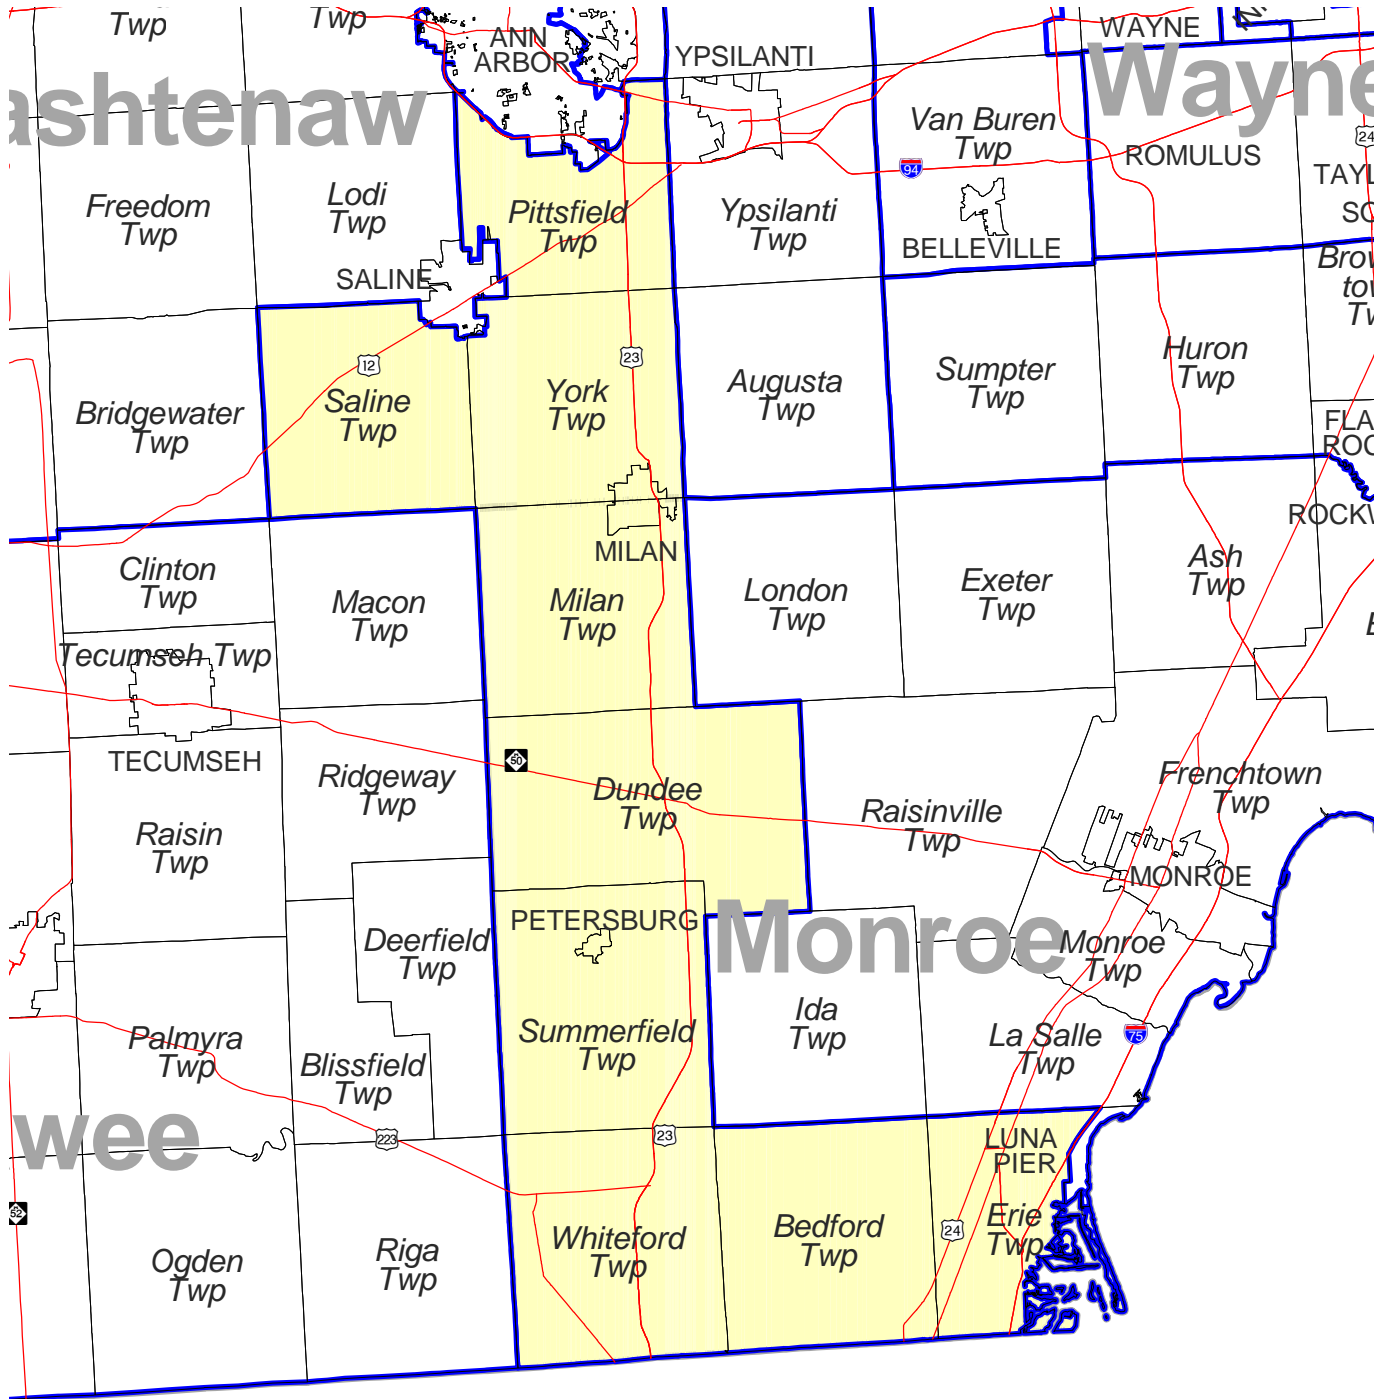 Twp
Twp
ANN
ARBOR
YPSILANTI
WAYNE
ashtenaw
Wayne
Van Buren
Twp
24
94
ROMULUS
Freedom
Twp
Lodi
Twp
Pittsfield
Twp
Ypsilanti
Twp
BELLEVILLE
SALINE
12
23
Saline
Twp
York
Twp
Augusta
Twp
Sumpter
Twp
Huron
Twp
Bridgewater
Twp
MILAN
Clinton
Twp
Macon
Twp
Milan
Twp
London
Twp
Exeter
Twp
Ash
Twp
Tecumseh Twp
TECUMSEH
50
Ridgeway
Twp
Dundee
Twp
Raisinville
Twp
Frenchtown
Twp
Raisin
Twp
MONROE
PETERSBURG
Monroe
Deerfield
Twp
Monroe
Twp
Ida
Twp
La Salle
Twp
75
Palmyra
Twp
Blissfield
Twp
Summerfield
Twp
wee
223
23
LUNA
PIER
52
Ogden
Twp
Riga
Twp
Whiteford
Twp
Bedford
Twp
24
Erie
Twp